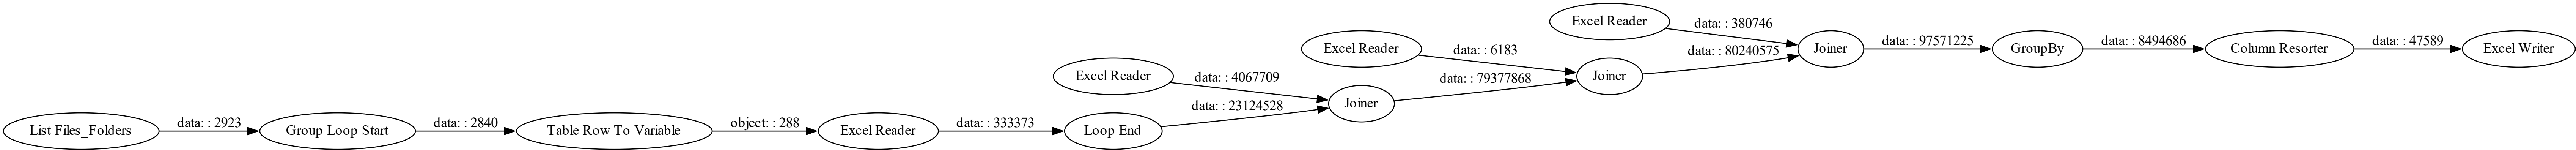 List Files_Folders
data: : 2923
Group Loop Start
data: : 2840
Table Row To Variable
object: : 288
Excel Reader
data: : 333373
Loop End
data: : 23124528
Excel Reader
data: : 4067709
Joiner
data: : 79377868
Excel Reader
data: : 6183
Joiner
data: : 80240575
Excel Reader
data: : 380746
Joiner
data: : 97571225
GroupBy
data: : 8494686
Column Resorter
data: : 47589
Excel Writer